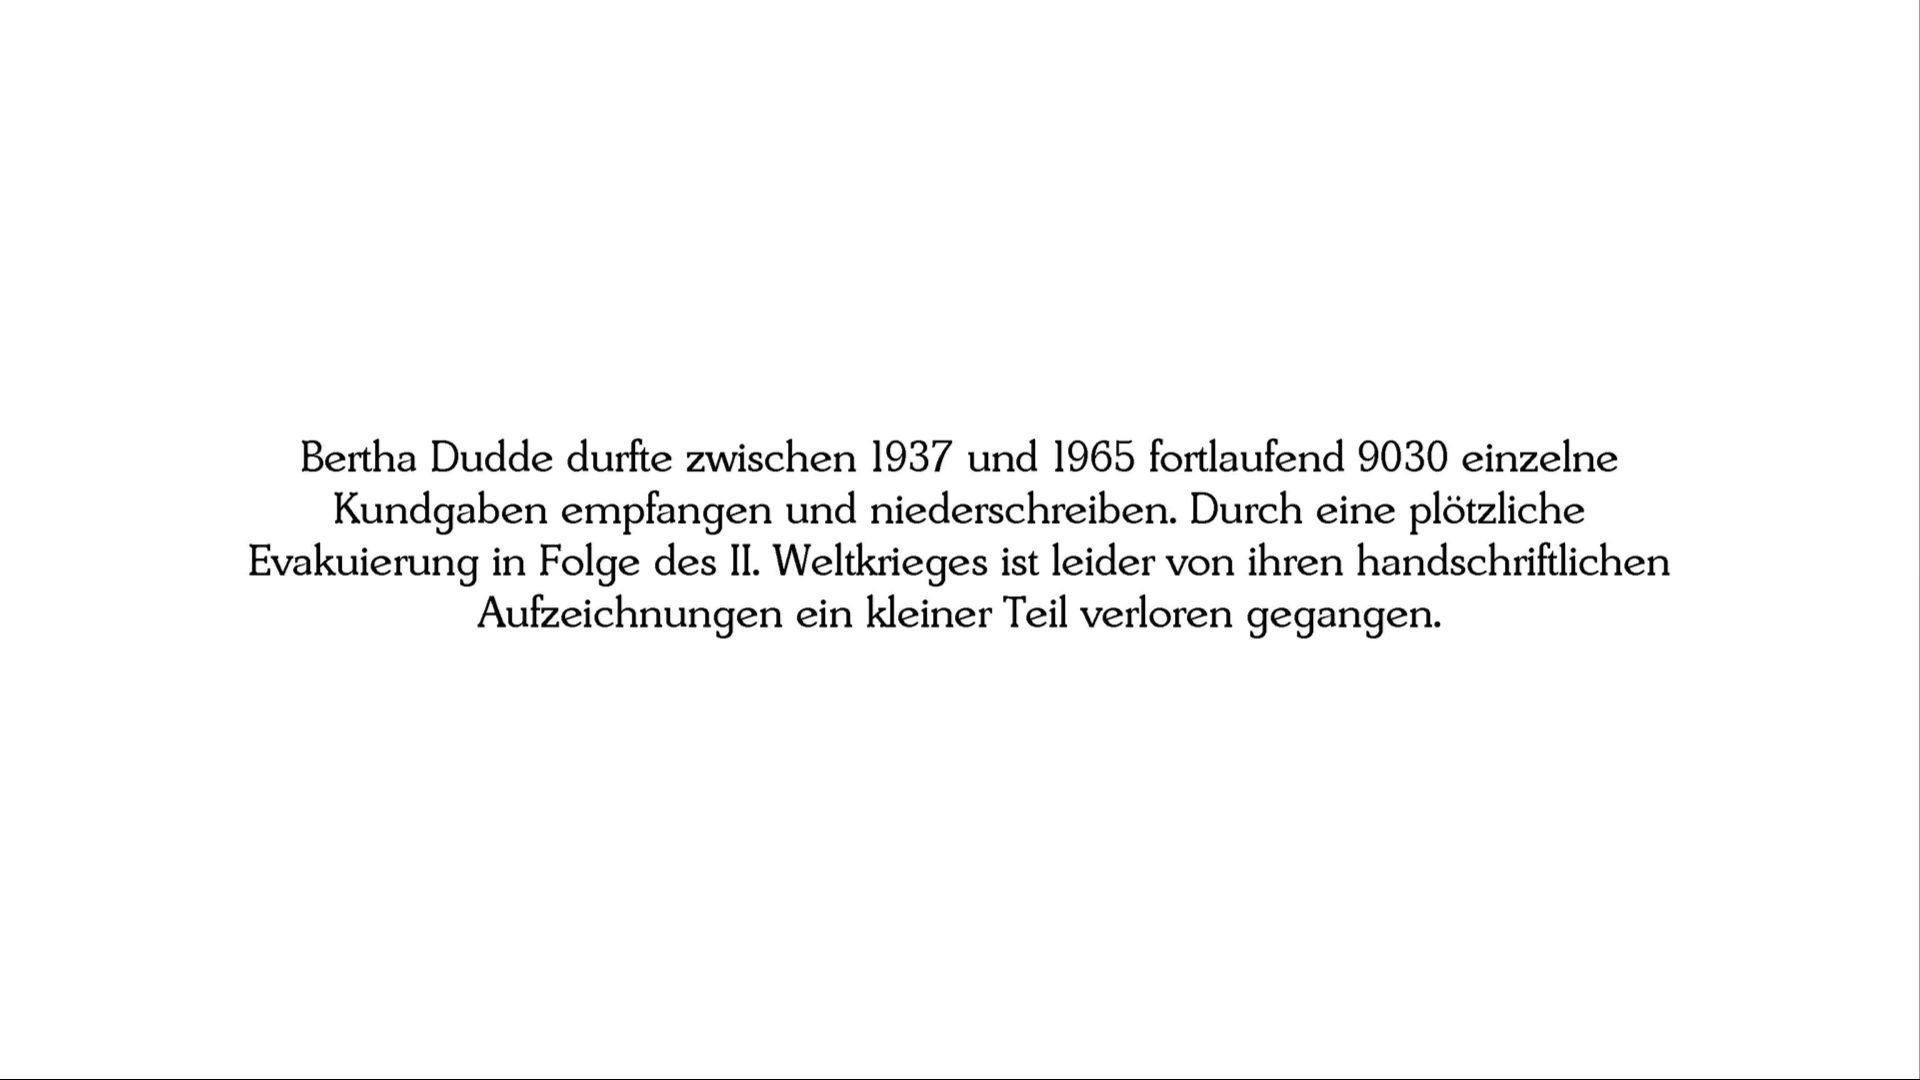 Bertha Dudde durfte zwischen 1937 und 1965 fortlaufend 9030 einzelne
Kundgaben empfangen und niederschreiben. Durch eine plötzliche
Evakuierung in Folge des II. Weltkrieges ist leider von ihren handschriftlichen
Aufzeichnungen ein kleiner Teil verloren gegangen.